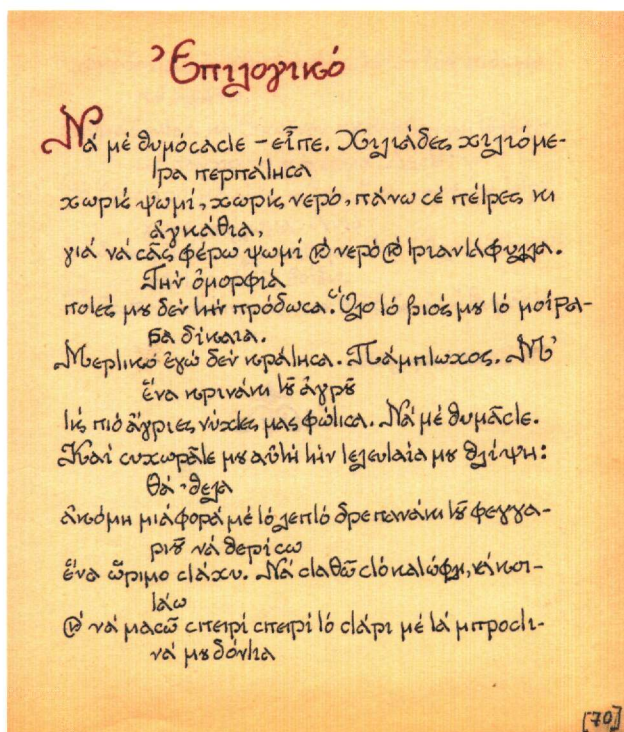 Ἐπιλογικό
Νά μέ θυμόσαστε – εἶπε. Χιλιάδες χιλιόμε-
τρα περπάτησα
χωρίς ψωμί, χωρίς νερό, πάνω σέ πέτρες κι
ἀγκάθια,
γιά νά σᾶς φέρω ψωμί καί νερό καί τριαντάφυλλα.
Τήν ὀμορφιά
ποτές μου δέν τήν πρόδωσα. Ὅλο τό βιός μου τό μοίρα-
σα δίκαια.
Μερτικό ἐγώ δέν κράτησα. Πάμπτωχος. Μ'
ἕνα κρινάκι τοῦ ἀγροῦ
τίς πιό ἄγριες νύχτες μας φώτισα. Νά μέ θυμᾶστε.
Καί συχωρᾶτε μου αὐτή τήν τελευταία μου θλίψη:
Θά 'θελα
ἀκόμη μιά φορά μέ τό λεπτό δρεπανάκι τοῦ φεγγα-
ριοῦ νά θερίσω
ἕνα ὥριμο στάχυ. Νά σταθῶ στό κατώφλι, νά κοι-
τάω
καί νά μασῶ σπειρί σπειρί τό στάρι μέ τά μπροστι-
νά μου δόντια
[70]